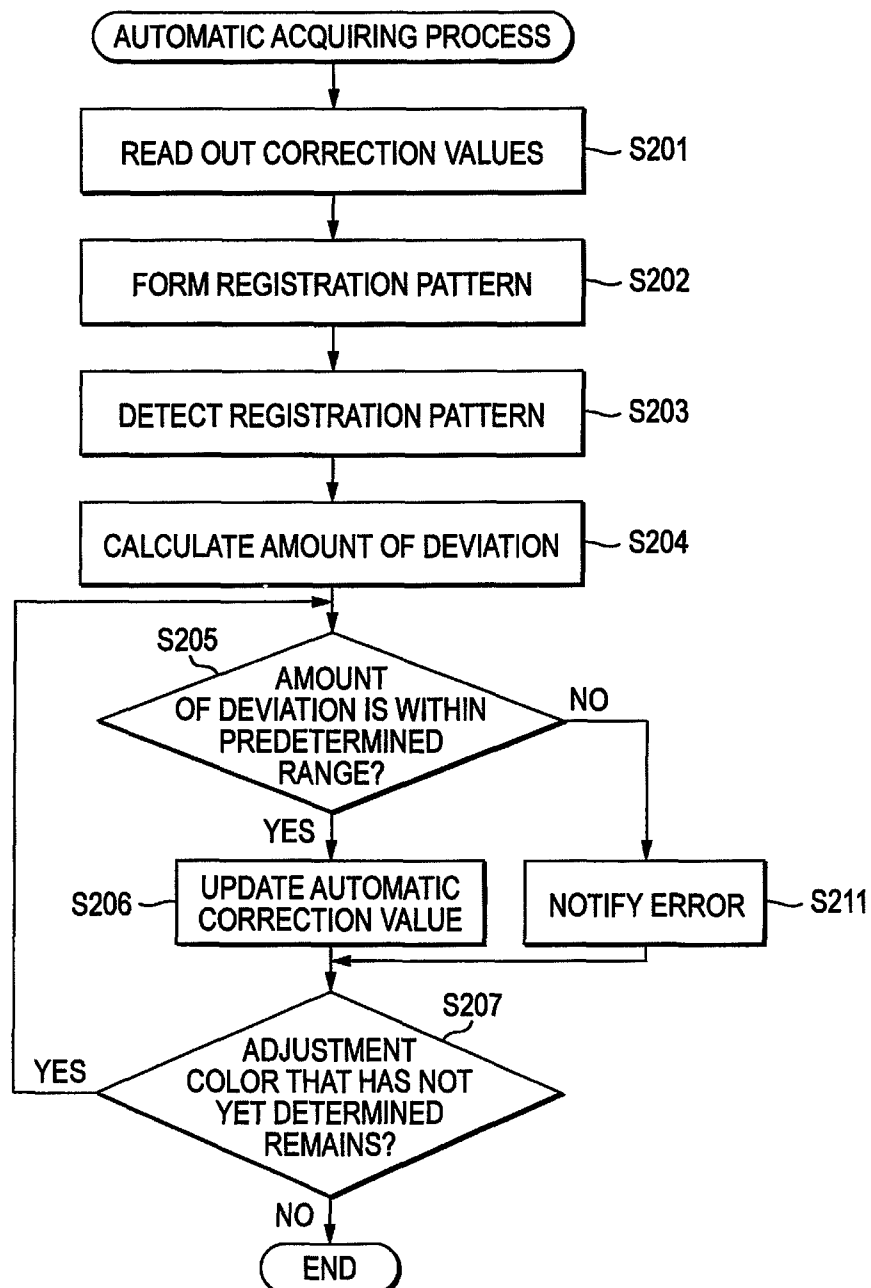 AUTOMATIC ACQUIRING PROCESS
READ OUT CORRECTION VALUES
S201
FORM REGISTRATION PATTERN
S202
DETECT REGISTRATION PATTERN
S203
CALCULATE AMOUNT OF DEVIATION
S204
S205
AMOUNT
OF DEVIATION IS WITHIN
PREDETERMINED
RANGE?
NO
YES
S206
UPDATE AUTOMATIC
CORRECTION VALUE
NOTIFY ERROR
S211
S207
YES
ADJUSTMENT
COLOR THAT HAS NOT
YET DETERMINED
REMAINS?
NO
END